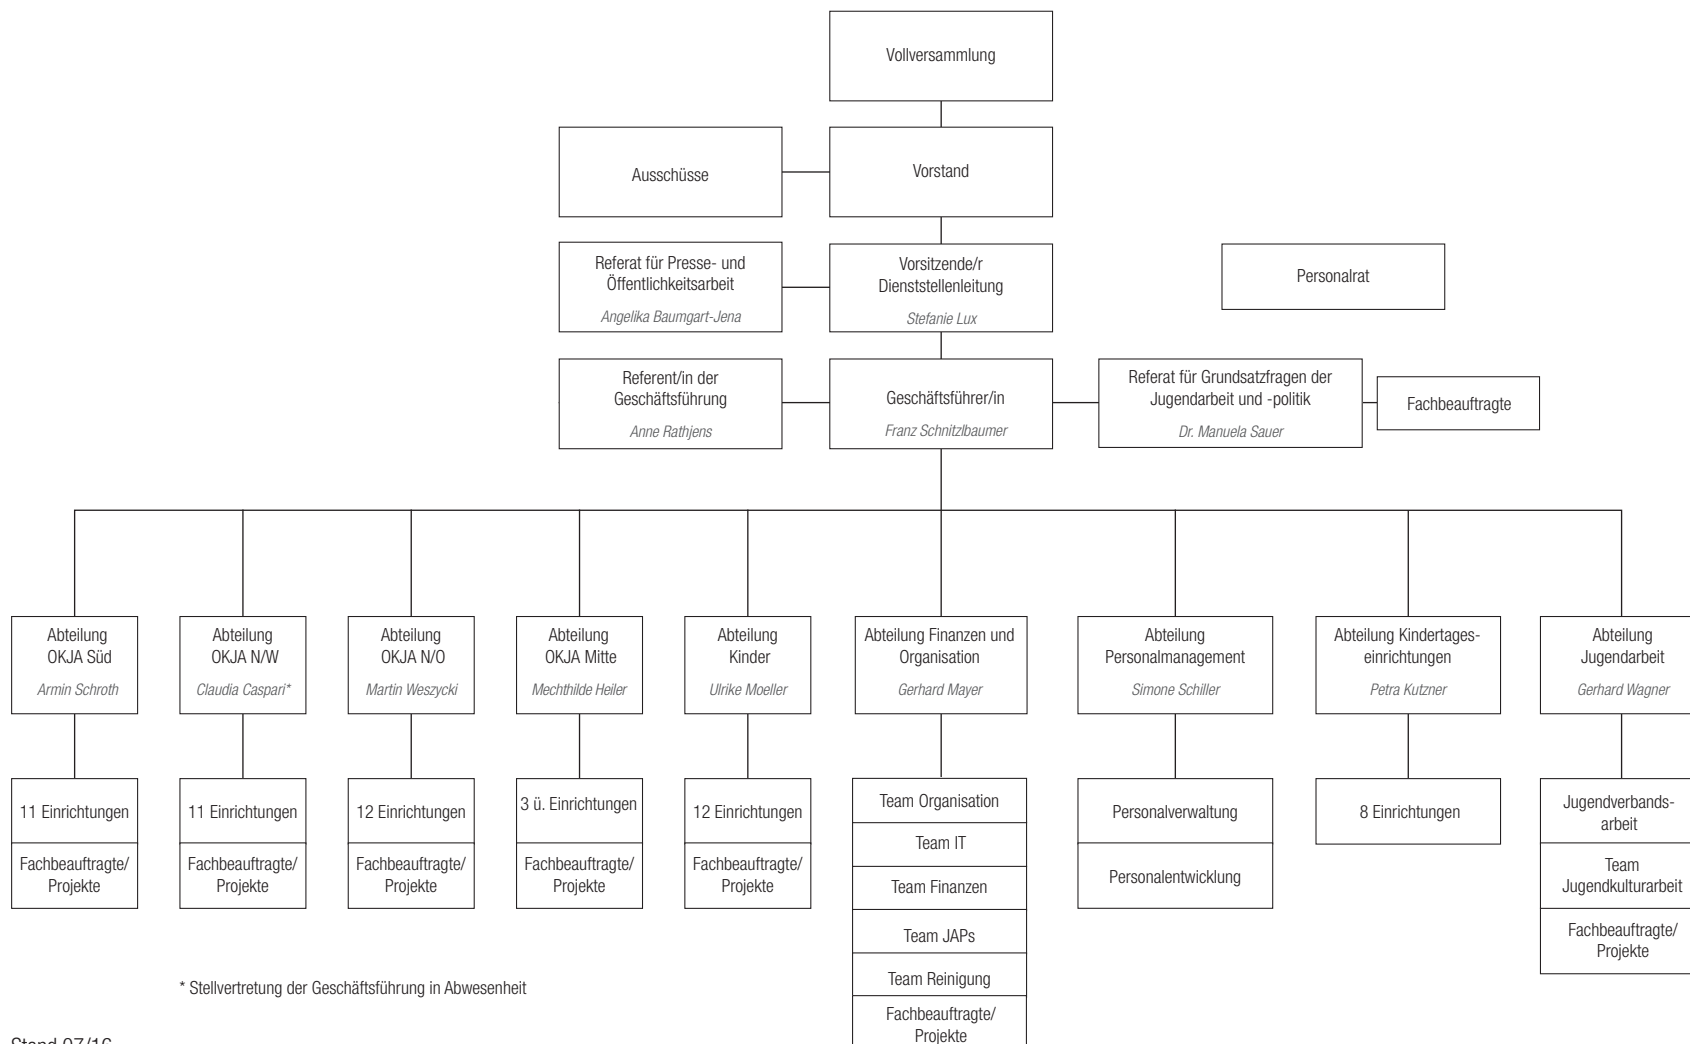 Vollversammlung
Ausschüsse
Vorstand
Referat für Presse- und
Öffentlichkeitsarbeit
Angelika Baumgart-Jena
Vorsitzende/r
Dienststellenleitung
Stefanie Lux
Personalrat
Referent/in der
Geschäftsführung
Anne Rathjens
Geschäftsführer/in
Franz Schnitzlbaumer
Referat für Grundsatzfragen der
Jugendarbeit und -politik
Dr. Manuela Sauer
Fachbeauftragte
Abteilung
OKJA Süd
Armin Schroth
Abteilung
OKJA N/W
Claudia Caspari*
Abteilung
OKJA N/O
Martin Weszycki
Abteilung
OKJA Mitte
Mechthilde Heiler
Abteilung
Kinder
Ulrike Moeller
Abteilung Finanzen und
Organisation
Gerhard Mayer
Abteilung
Personalmanagement
Simone Schiller
Abteilung Kindertages-
einrichtungen
Petra Kutzner
Abteilung
Jugendarbeit
Gerhard Wagner
11 Einrichtungen
Fachbeauftragte/
Projekte
11 Einrichtungen
Fachbeauftragte/
Projekte
12 Einrichtungen
Fachbeauftragte/
Projekte
3 ü. Einrichtungen
Fachbeauftragte/
Projekte
12 Einrichtungen
Fachbeauftragte/
Projekte
Team Organisation
Team IT
Team Finanzen
Team JAPs
Team Reinigung
Fachbeauftragte/
Projekte
Personalverwaltung
Personalentwicklung
8 Einrichtungen
Jugendverbands-
arbeit
Team
Jugendkulturarbeit
Fachbeauftragte/
Projekte
* Stellvertretung der Geschäftsführung in Abwesenheit
Stand 07/16